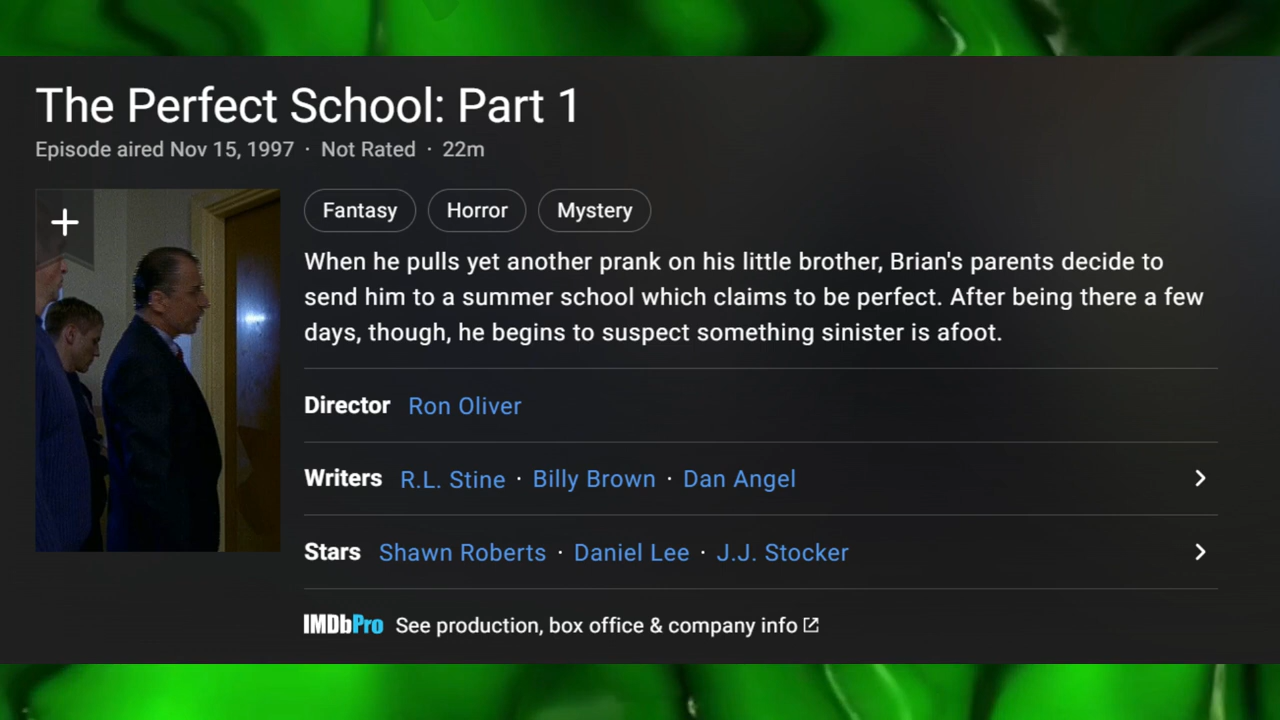 The Perfect School: Part 1
Episode aired Nov 15, 1997 · Not Rated · 22m
+
Fantasy Horror Mystery
When he pulls yet another prank on his little brother, Brian's parents decide to
send him to a summer school which claims to be perfect. After being there a few
days, though, he begins to suspect something sinister is afoot.
Director Ron Oliver
Writers R.L. Stine · Billy Brown · Dan Angel
Stars Shawn Roberts · Daniel Lee · J.J. Stocker
IMDbPro See production, box office & company info